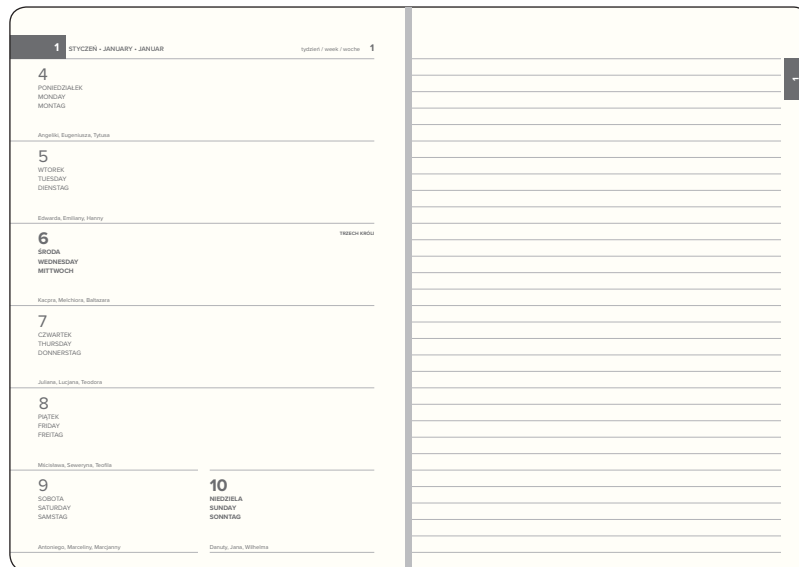 1 STYCZEŃ • JANUARY • JANUAR tydzień / week / woche 1
4
PONIEDZIAŁEK
MONDAY
MONTAG
Angeliki, Eugeniusza, Tytusa
5
WTOREK
TUESDAY
DIENSTAG
Edwarda, Emiliany, Hanny
6 TRZECH KRÓLI
ŚRODA
WEDNESDAY
MITTWOCH
Kacpra, Melchiora, Baltazara
7
CZWARTEK
THURSDAY
DONNERSTAG
Juliana, Lucjana, Teodora
8
PIĄTEK
FRIDAY
FREITAG
Mścisława, Seweryna, Teofila
9
SOBOTA
SATURDAY
SAMSTAG
Antoniego, Marceliny, Marcjanny
10
NIEDZIELA
SUNDAY
SONNTAG
Danuty, Jana, Wilhelma
1